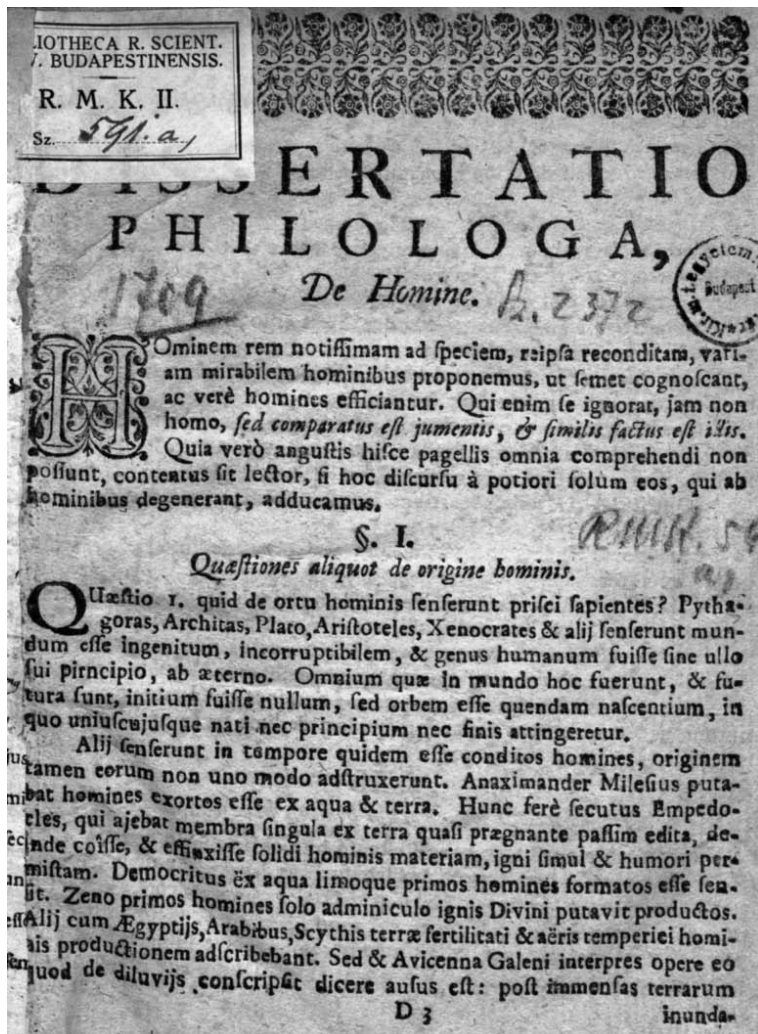 LIOTHECA R. SCIENT.
V. BUDAPESTINENSIS.
R. M. K. II.
Sz. 591. a,
DISSERTATIO
PHILOLOGA,
1709
De Homine.
B. 2372
Budapest
HOminem rem notiſſimam ad ſpeciem, reipſa reconditam, vari-
am mirabilem hominibus proponemus, ut ſemet cognoſcant,
ac verè homines efficiantur. Qui enim ſe ignorat, jam non
homo, ſed comparatus eſt jumentis, & ſimilis factus eſt illis.
Quia verò anguſtis hiſce pagellis omnia comprehendi non
poſſunt, contentus ſit lector, ſi hoc diſcurſu à potiori ſolum eos, qui ab
hominibus degenerant, adducamus.
§. I.
Quæſtiones aliquot de origine hominis.
QUæſtio 1. quid de ortu hominis ſenſerunt priſci ſapientes? Pytha-
goras, Architas, Plato, Ariſtoteles, Xenocrates & alij ſenſerunt mun-
dum eſſe ingenitum, incorruptibilem, & genus humanum fuiſſe ſine ullo
ſui pirncipio, ab æterno. Omnium quæ in mundo hoc fuerunt, & fu-
tura ſunt, initium fuiſſe nullum, ſed orbem eſſe quendam naſcentium, in
quo uniuſcujuſque nati nec principium nec finis attingeretur.
Alij ſenſerunt in tempore quidem eſſe conditos homines, originem
tamen eorum non uno modo adſtruxerunt. Anaximander Mileſius puta-
bat homines exortos eſſe ex aqua & terra. Hunc ferè ſecutus Empedo-
cles, qui ajebat membra ſingula ex terra quaſi prægnante paſſim edita, de-
inde coiſſe, & effinxiſſe ſolidi hominis materiam, igni ſimul & humori per-
miſtam. Democritus ëx aqua limoque primos homines formatos eſſe ſen-
ſit. Zeno primos homines ſolo adminiculo ignis Divini putavit productos.
Alij cum Ægyptijs, Arabibus, Scythis terræ fertilitati & aëris temperiei homi-
nis productionem adſcribebant. Sed & Avicenna Galeni interpres opere eo
quod de diluvijs conſcripſit dicere auſus eſt: poſt immenſas terrarum
D 3
inunda-